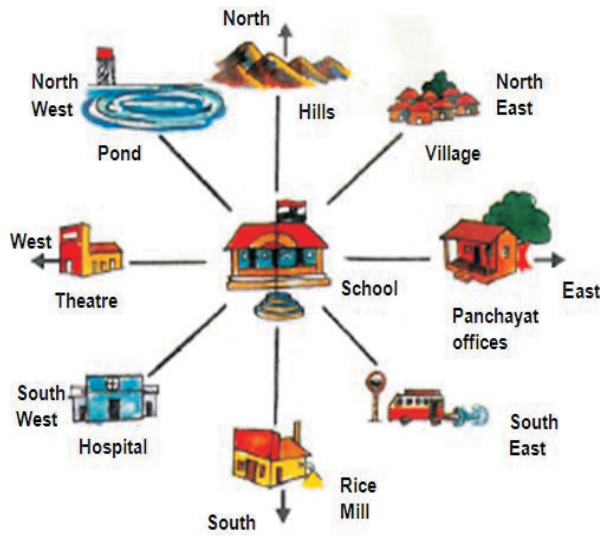 North
North
West
Hills
North
East
Pond
Village
West
Theatre
School
East
Panchayat
offices
South
West
Hospital
South
East
Rice
Mill
South